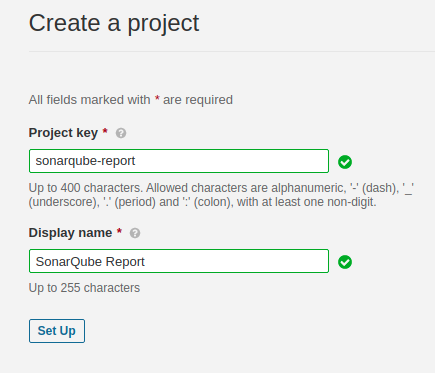 Create a project
All fields marked with * are required
Project key *
sonarqube-report
Up to 400 characters. Allowed characters are alphanumeric, '-' (dash), '_'
(underscore), '.' (period) and ':' (colon), with at least one non-digit.
Display name *
SonarQube Report
Up to 255 characters
Set Up